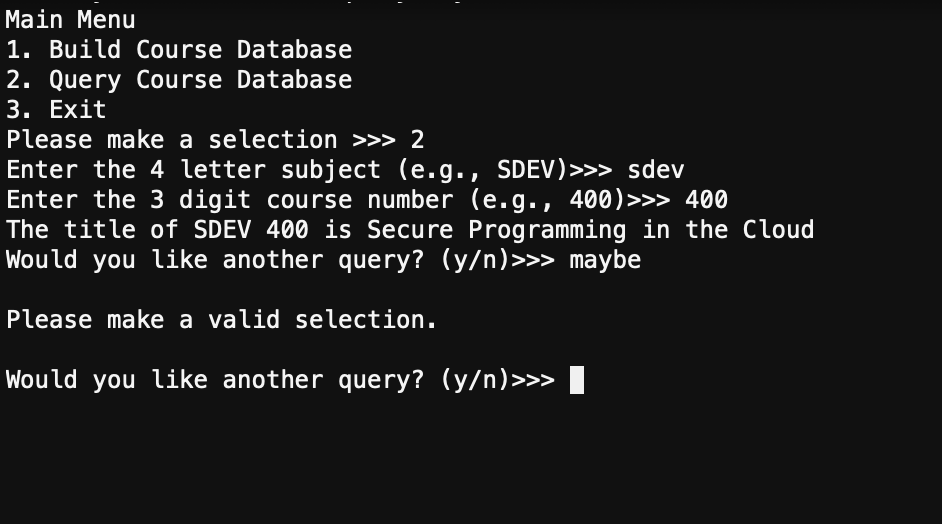 Main Menu
1. Build Course Database
2. Query Course Database
3. Exit
Please make a selection >>> 2
Enter the 4 letter subject (e.g., SDEV)>>> sdev
Enter the 3 digit course number (e.g., 400)>>> 400
The title of SDEV 400 is Secure Programming in the Cloud
Would you like another query? (y/n)>>> maybe
Please make a valid selection.
Would you like another query? (y/n)>>>